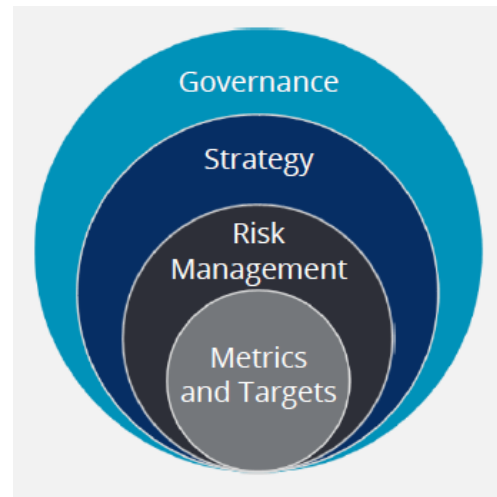 Governance
Strategy
Risk
Management
Metrics
and Targets